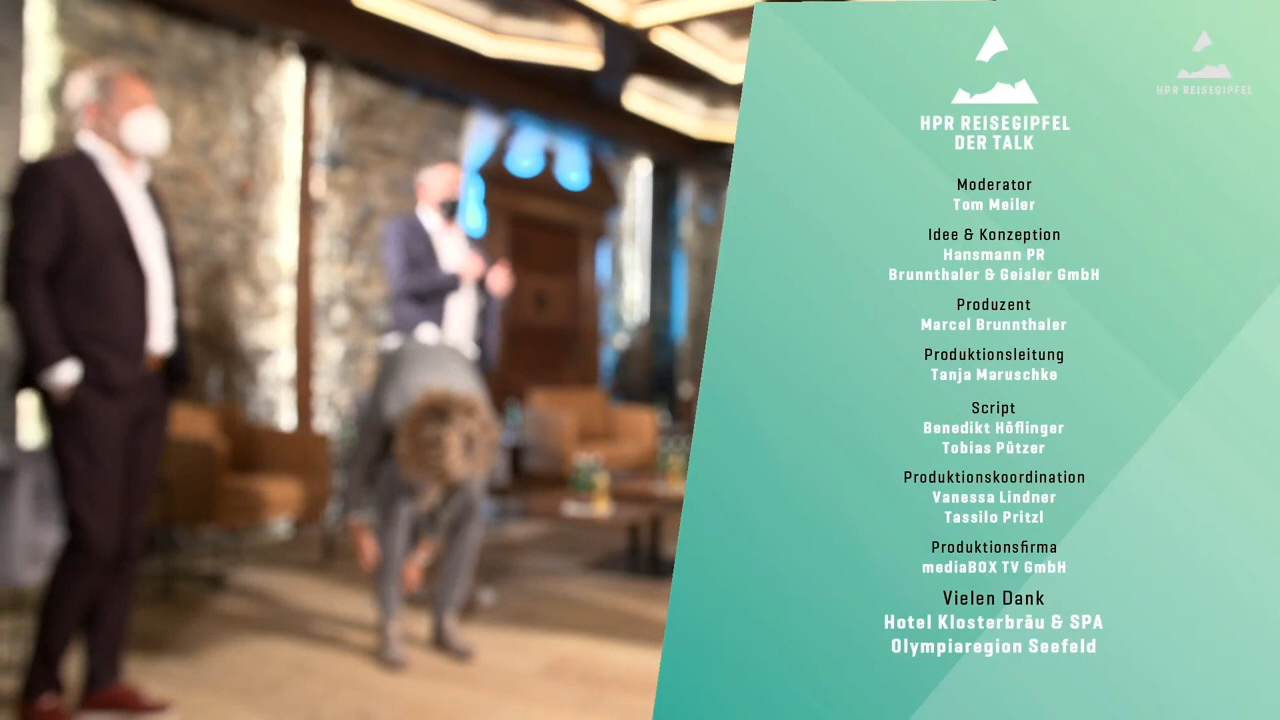 HPR REISEGIPFEL
DER TALK
HPR REISEGIPFEL
Moderator
Tom Meiler
Idee & Konzeption
Hansmann PR
Brunnthaler & Geisler GmbH
Produzent
Marcel Brunnthaler
Produktionsleitung
Tanja Maruschke
Script
Benedikt Höflinger
Tobias Pützer
Produktionskoordination
Vanessa Lindner
Tassilo Pritzl
Produktionsfirma
mediaBOX TV GmbH
Vielen Dank
Hotel Klosterbräu & SPA
Olympiaregion Seefeld